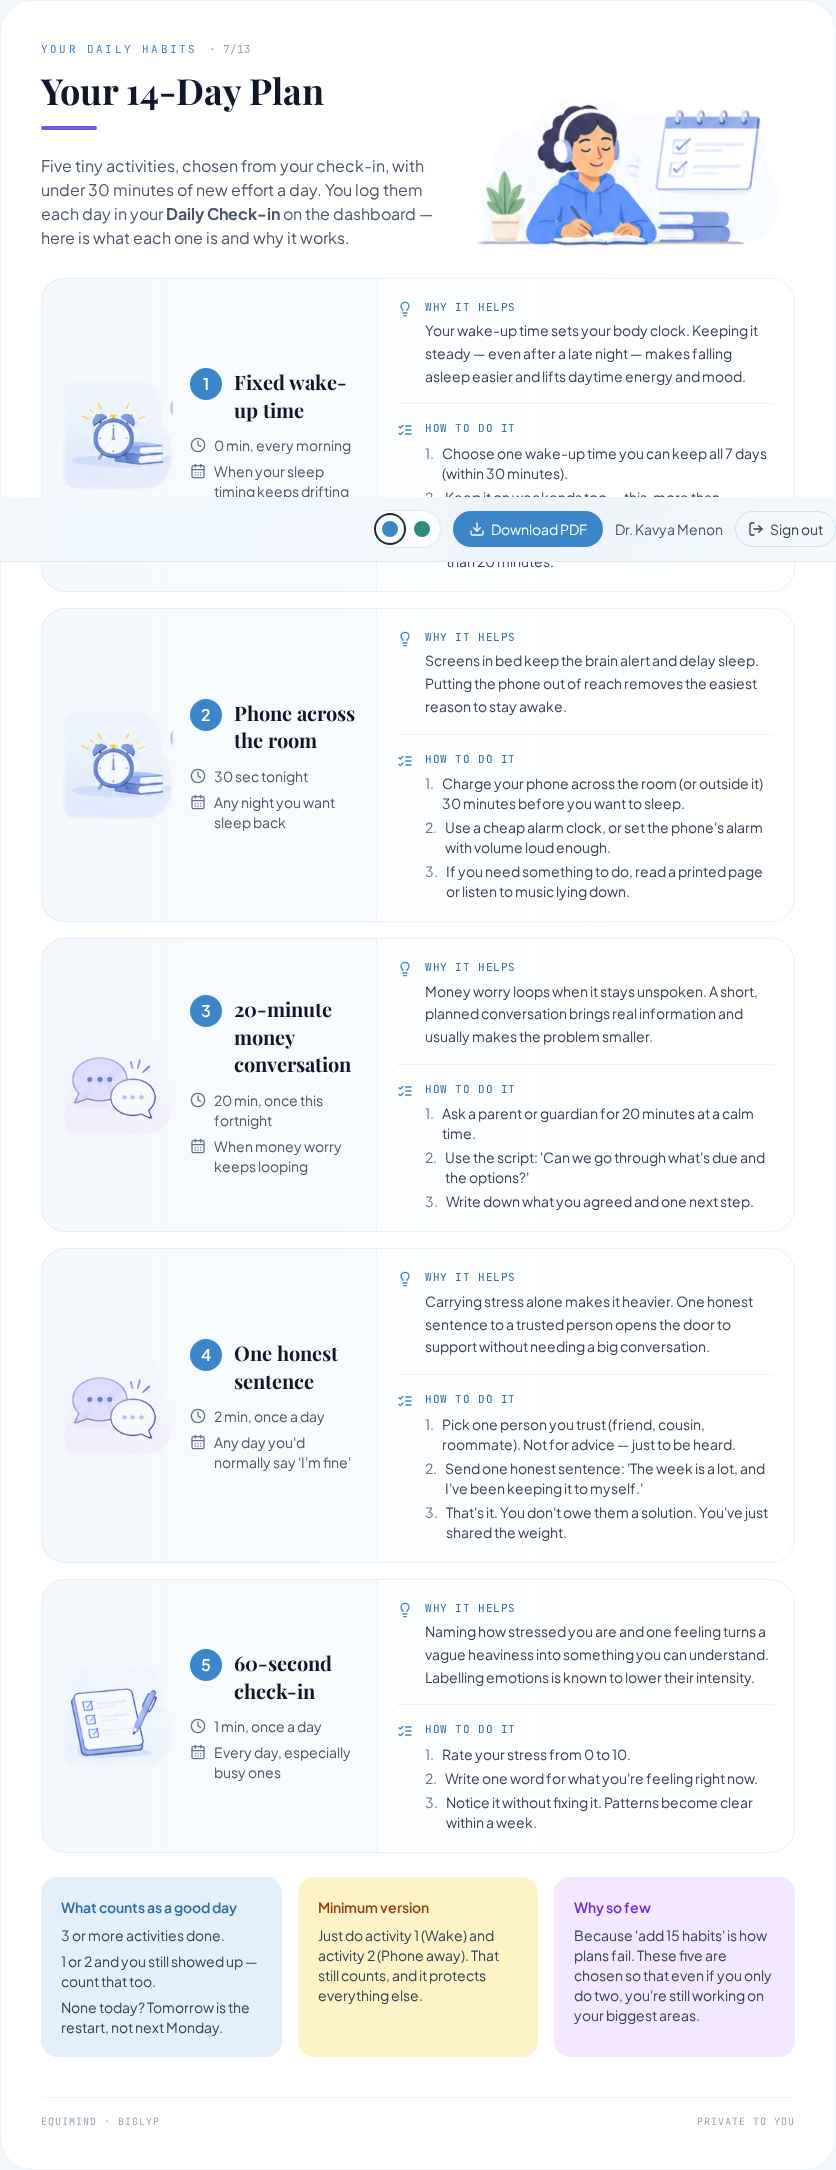 YOUR DAILY HABITS · 7/13
Your 14-Day Plan
Five tiny activities, chosen from your check-in, with
under 30 minutes of new effort a day. You log them
each day in your Daily Check-in on the dashboard —
here is what each one is and why it works.
1 Fixed wake-
up time
0 min, every morning
When your sleep
timing keeps drifting
WHY IT HELPS
Your wake-up time sets your body clock. Keeping it
steady — even after a late night — makes falling
asleep easier and lifts daytime energy and mood.
HOW TO DO IT
1. Choose one wake-up time you can keep all 7 days
(within 30 minutes).
2. Keep it on weekends too — this, more than
Download PDF
Dr. Kavya Menon
Sign out
than 20 minutes.
2 Phone across
the room
30 sec tonight
Any night you want
sleep back
WHY IT HELPS
Screens in bed keep the brain alert and delay sleep.
Putting the phone out of reach removes the easiest
reason to stay awake.
HOW TO DO IT
1. Charge your phone across the room (or outside it)
30 minutes before you want to sleep.
2. Use a cheap alarm clock, or set the phone's alarm
with volume loud enough.
3. If you need something to do, read a printed page
or listen to music lying down.
3 20-minute
money
conversation
20 min, once this
fortnight
When money worry
keeps looping
WHY IT HELPS
Money worry loops when it stays unspoken. A short,
planned conversation brings real information and
usually makes the problem smaller.
HOW TO DO IT
1. Ask a parent or guardian for 20 minutes at a calm
time.
2. Use the script: 'Can we go through what's due and
the options?'
3. Write down what you agreed and one next step.
4 One honest
sentence
2 min, once a day
Any day you'd
normally say 'I'm fine'
WHY IT HELPS
Carrying stress alone makes it heavier. One honest
sentence to a trusted person opens the door to
support without needing a big conversation.
HOW TO DO IT
1. Pick one person you trust (friend, cousin,
roommate). Not for advice — just to be heard.
2. Send one honest sentence: 'The week is a lot, and
I've been keeping it to myself.'
3. That's it. You don't owe them a solution. You've just
shared the weight.
5 60-second
check-in
1 min, once a day
Every day, especially
busy ones
WHY IT HELPS
Naming how stressed you are and one feeling turns a
vague heaviness into something you can understand.
Labelling emotions is known to lower their intensity.
HOW TO DO IT
1. Rate your stress from 0 to 10.
2. Write one word for what you're feeling right now.
3. Notice it without fixing it. Patterns become clear
within a week.
What counts as a good day
3 or more activities done.
1 or 2 and you still showed up —
count that too.
None today? Tomorrow is the
restart, not next Monday.
Minimum version
Just do activity 1 (Wake) and
activity 2 (Phone away). That
still counts, and it protects
everything else.
Why so few
Because 'add 15 habits' is how
plans fail. These five are
chosen so that even if you only
do two, you're still working on
your biggest areas.
EQUIMIND · BIGLYP
PRIVATE TO YOU